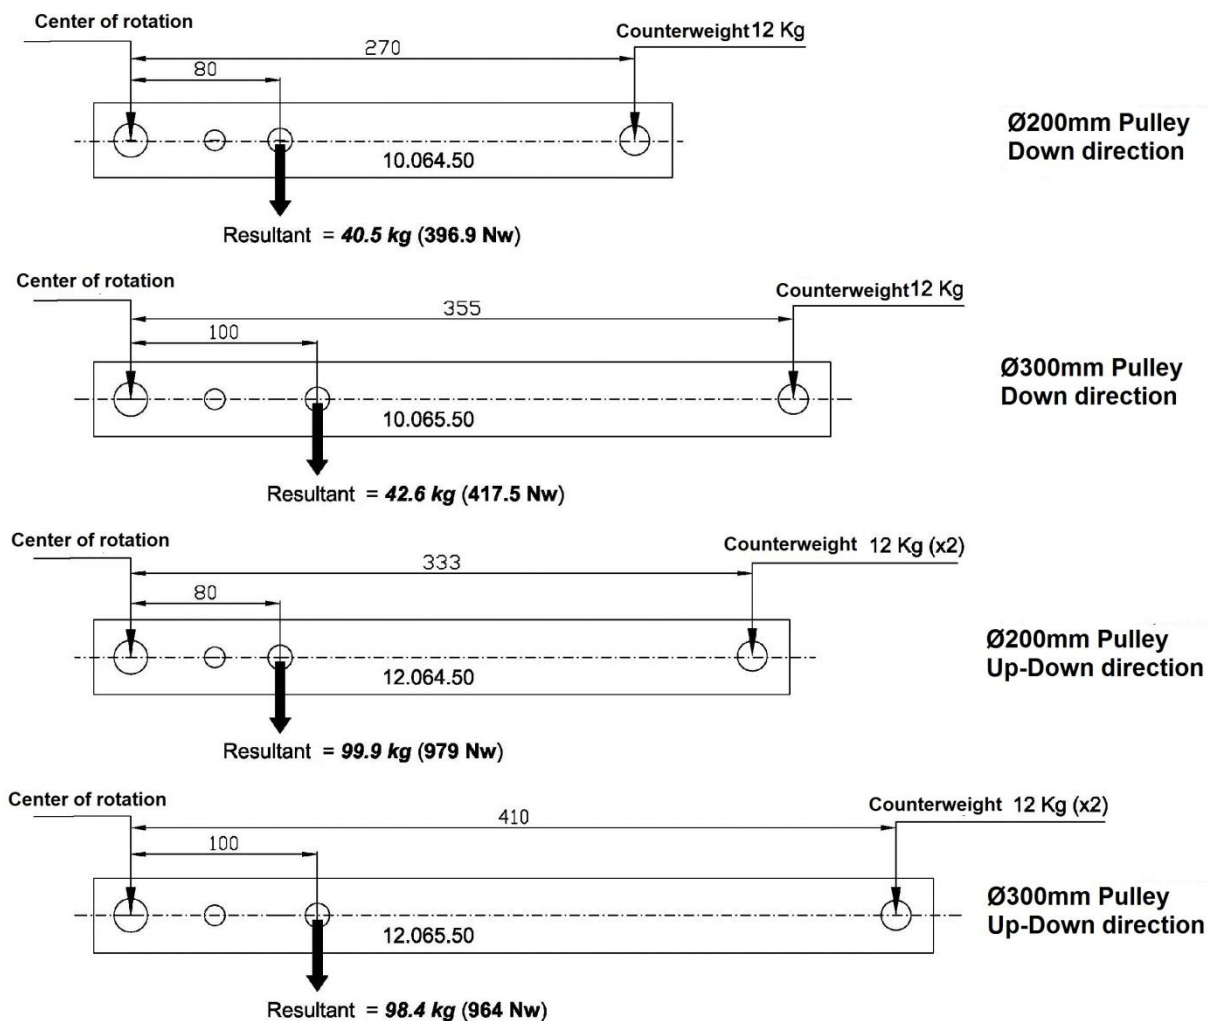 Center of rotation
Counterweight 12 Kg
270
80
10.064.50
Ø200mm Pulley
Down direction
Resultant = 40.5 kg (396.9 Nw)
Center of rotation
Counterweight 12 Kg
355
100
10.065.50
Ø300mm Pulley
Down direction
Resultant = 42.6 kg (417.5 Nw)
Center of rotation
Counterweight 12 Kg (x2)
333
80
12.064.50
Ø200mm Pulley
Up-Down direction
Resultant = 99.9 kg (979 Nw)
Center of rotation
Counterweight 12 Kg (x2)
410
100
12.065.50
Ø300mm Pulley
Up-Down direction
Resultant = 98.4 kg (964 Nw)